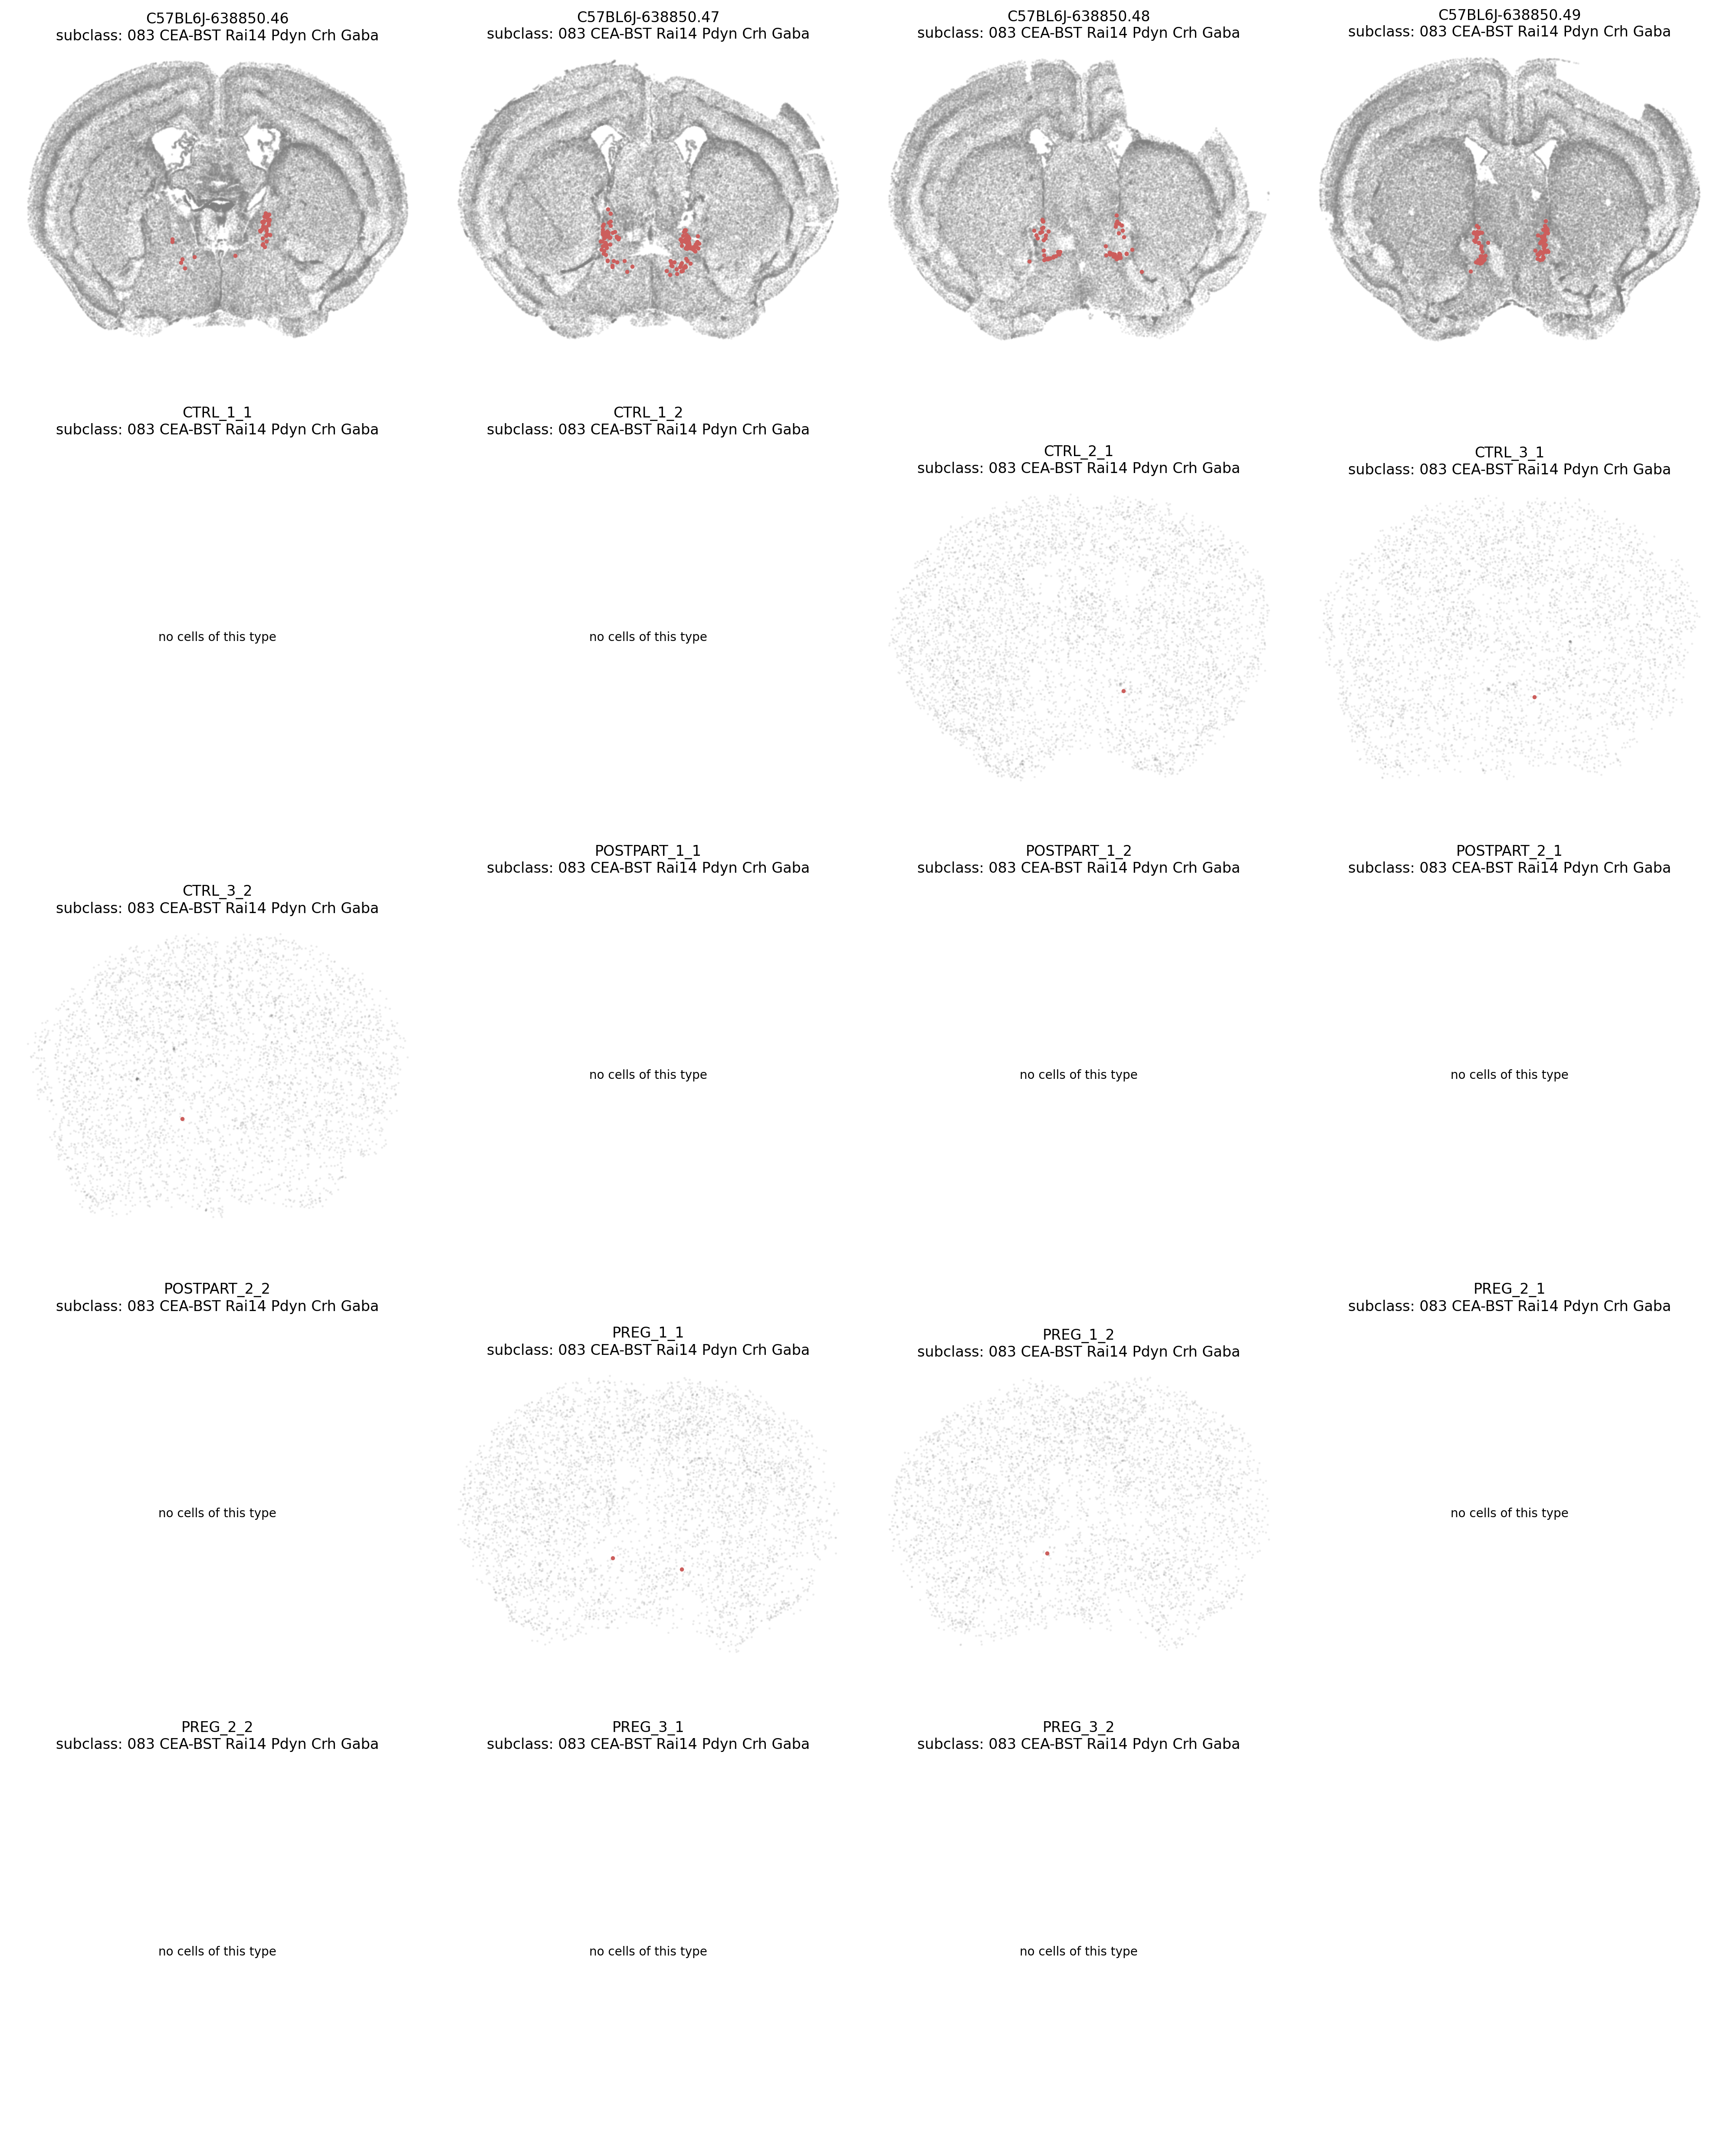 C57BL6J-638850.46
subclass: 083 CEA-BST Rai14 Pdyn Crh Gaba
C57BL6J-638850.47
subclass: 083 CEA-BST Rai14 Pdyn Crh Gaba
C57BL6J-638850.48
subclass: 083 CEA-BST Rai14 Pdyn Crh Gaba
C57BL6J-638850.49
subclass: 083 CEA-BST Rai14 Pdyn Crh Gaba
CTRL_1_1
subclass: 083 CEA-BST Rai14 Pdyn Crh Gaba
no cells of this type
CTRL_1_2
subclass: 083 CEA-BST Rai14 Pdyn Crh Gaba
no cells of this type
CTRL_2_1
subclass: 083 CEA-BST Rai14 Pdyn Crh Gaba
CTRL_3_1
subclass: 083 CEA-BST Rai14 Pdyn Crh Gaba
CTRL_3_2
subclass: 083 CEA-BST Rai14 Pdyn Crh Gaba
POSTPART_1_1
subclass: 083 CEA-BST Rai14 Pdyn Crh Gaba
no cells of this type
POSTPART_1_2
subclass: 083 CEA-BST Rai14 Pdyn Crh Gaba
no cells of this type
POSTPART_2_1
subclass: 083 CEA-BST Rai14 Pdyn Crh Gaba
no cells of this type
POSTPART_2_2
subclass: 083 CEA-BST Rai14 Pdyn Crh Gaba
no cells of this type
PREG_1_1
subclass: 083 CEA-BST Rai14 Pdyn Crh Gaba
PREG_1_2
subclass: 083 CEA-BST Rai14 Pdyn Crh Gaba
PREG_2_1
subclass: 083 CEA-BST Rai14 Pdyn Crh Gaba
no cells of this type
PREG_2_2
subclass: 083 CEA-BST Rai14 Pdyn Crh Gaba
no cells of this type
PREG_3_1
subclass: 083 CEA-BST Rai14 Pdyn Crh Gaba
no cells of this type
PREG_3_2
subclass: 083 CEA-BST Rai14 Pdyn Crh Gaba
no cells of this type